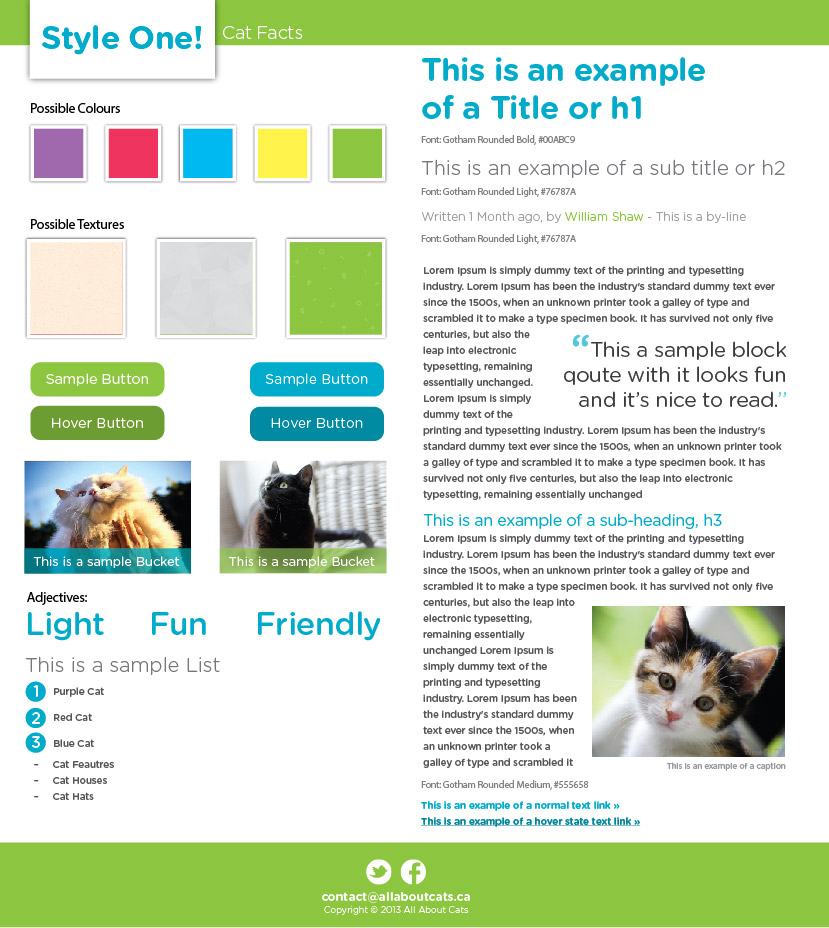 Style One!
Cat Facts
Possible Colours
Possible Textures
Sample Button
Sample Button
Hover Button
Hover Button
This is a sample Bucket
This is a sample Bucket
Adjectives:
Light Fun Friendly
This is a sample List
1 Purple Cat
2 Red Cat
3 Blue Cat
- Cat Feautres
- Cat Houses
- Cat Hats
This is an example
of a Title or h1
Font: Gotham Rounded Bold, #00ABC9
This is an example of a sub title or h2
Font: Gotham Rounded Light, #76787A
Written 1 Month ago, by William Shaw - This is a by-line
Font: Gotham Rounded Light, #76787A
Lorem Ipsum is simply dummy text of the printing and typesetting
industry. Lorem Ipsum has been the industry's standard dummy text ever
since the 1500s, when an unknown printer took a galley of type and
scrambled it to make a type specimen book. It has survived not only five
centuries, but also the
leap into electronic
typesetting, remaining
essentially unchanged.
Lorem Ipsum is simply
dummy text of the
“This a sample block
qoute with it looks fun
and it's nice to read.”
printing and typesetting industry. Lorem Ipsum has been the industry's
standard dummy text ever since the 1500s, when an unknown printer took
a galley of type and scrambled it to make a type specimen book. It has
survived not only five centuries, but also the leap into electronic
typesetting, remaining essentially unchanged
This is an example of a sub-heading, h3
Lorem Ipsum is simply dummy text of the printing and typesetting
industry. Lorem Ipsum has been the industry's standard dummy text ever
since the 1500s, when an unknown printer took a galley of type and
scrambled it to make a type specimen book. It has survived not only five
centuries, but also the leap into
electronic typesetting,
remaining essentially
unchanged Lorem Ipsum is
simply dummy text of the
printing and typesetting
industry. Lorem Ipsum has been
the industry's standard dummy
text ever since the 1500s, when
an unknown printer took a
galley of type and scrambled it
This is an example of a caption
Font: Gotham Rounded Medium, #555658
This is an example of a normal text link »
This is an example of a hover state text link »
contact@allaboutcats.ca
Copyright © 2013 All About Cats